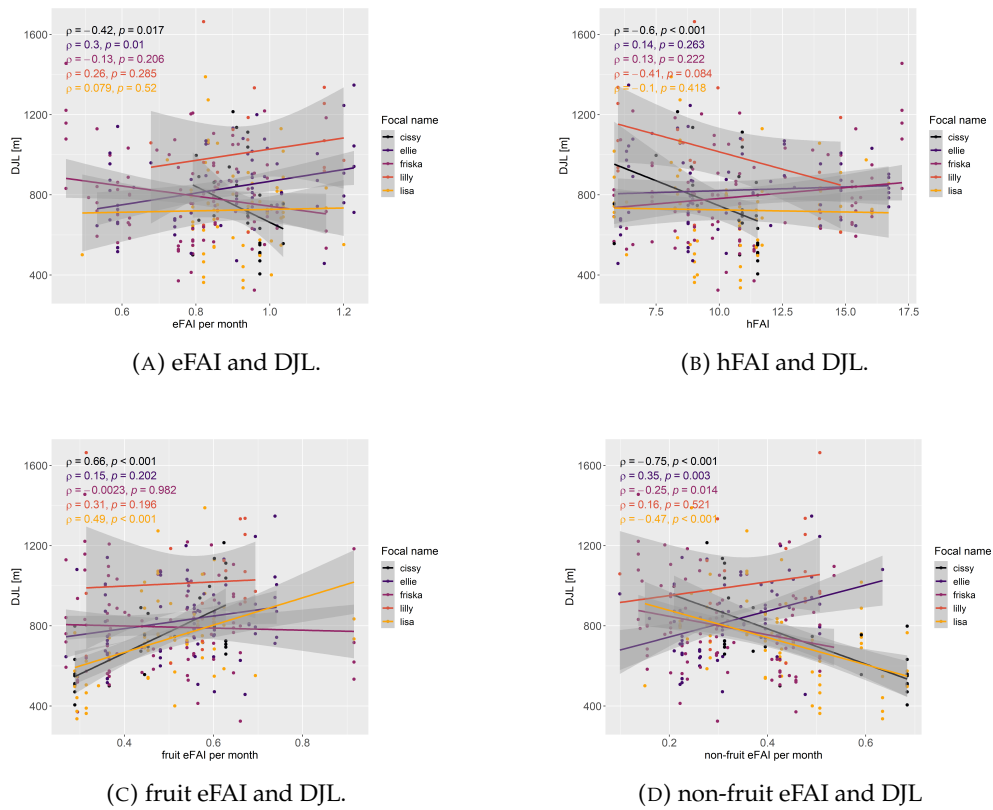 ρ = −0.42, p = 0.017
ρ = 0.3, p = 0.01
ρ = −0.13, p = 0.206
ρ = 0.26, p = 0.285
ρ = 0.079, p = 0.52
1600
1200
800
400
DJL [m]
0.6
0.8
1.0
1.2
eFAI per month
Focal name
cissy
ellie
friska
lilly
lisa
(A) eFAI and DJL.
ρ = −0.6, p < 0.001
ρ = 0.14, p = 0.263
ρ = 0.13, p = 0.222
ρ = −0.41, p = 0.084
ρ = −0.1, p = 0.418
1600
1200
800
400
DJL [m]
7.5
10.0
12.5
15.0
17.5
hFAI
Focal name
cissy
ellie
friska
lilly
lisa
(B) hFAI and DJL.
ρ = 0.66, p < 0.001
ρ = 0.15, p = 0.202
ρ = −0.0023, p = 0.982
ρ = 0.31, p = 0.196
ρ = 0.49, p < 0.001
1600
1200
800
400
DJL [m]
0.4
0.6
0.8
fruit eFAI per month
Focal name
cissy
ellie
friska
lilly
lisa
(C) fruit eFAI and DJL.
ρ = −0.75, p < 0.001
ρ = 0.35, p = 0.003
ρ = −0.25, p = 0.014
ρ = 0.16, p = 0.521
ρ = −0.47, p < 0.001
1600
1200
800
400
DJL [m]
0.2
0.4
0.6
non-fruit eFAI per month
Focal name
cissy
ellie
friska
lilly
lisa
(D) non-fruit eFAI and DJL